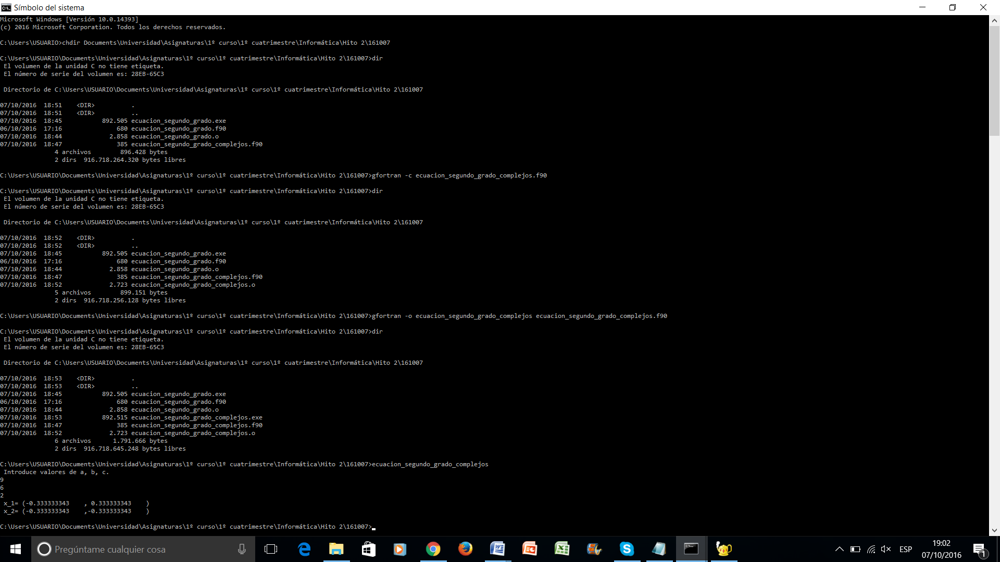 Símbolo del sistema
Microsoft Windows [Versión 10.0.14393]
(c) 2016 Microsoft Corporation. Todos los derechos reservados.
C:\Users\USUARIO>chdir Documents\Universidad\Asignaturas\1º curso\1º cuatrimestre\Informática\Hito 2\161007
C:\Users\USUARIO\Documents\Universidad\Asignaturas\1º curso\1º cuatrimestre\Informática\Hito 2\161007>dir
El volumen de la unidad C no tiene etiqueta.
El número de serie del volumen es: 28EB-65C3
Directorio de C:\Users\USUARIO\Documents\Universidad\Asignaturas\1º curso\1º cuatrimestre\Informática\Hito 2\161007
07/10/2016  18:51    <DIR>          .
07/10/2016  18:51    <DIR>          ..
07/10/2016  18:45           892.505 ecuacion_segundo_grado.exe
06/10/2016  17:16               680 ecuacion_segundo_grado.f90
07/10/2016  18:44             2.858 ecuacion_segundo_grado.o
07/10/2016  18:47               385 ecuacion_segundo_grado_complejos.f90
4 archivos        896.428 bytes
2 dirs  916.718.264.320 bytes libres
C:\Users\USUARIO\Documents\Universidad\Asignaturas\1º curso\1º cuatrimestre\Informática\Hito 2\161007>gfortran -c ecuacion_segundo_grado_complejos.f90
C:\Users\USUARIO\Documents\Universidad\Asignaturas\1º curso\1º cuatrimestre\Informática\Hito 2\161007>dir
El volumen de la unidad C no tiene etiqueta.
El número de serie del volumen es: 28EB-65C3
Directorio de C:\Users\USUARIO\Documents\Universidad\Asignaturas\1º curso\1º cuatrimestre\Informática\Hito 2\161007
07/10/2016  18:52    <DIR>          .
07/10/2016  18:52    <DIR>          ..
07/10/2016  18:45           892.505 ecuacion_segundo_grado.exe
06/10/2016  17:16               680 ecuacion_segundo_grado.f90
07/10/2016  18:44             2.858 ecuacion_segundo_grado.o
07/10/2016  18:47               385 ecuacion_segundo_grado_complejos.f90
07/10/2016  18:52             2.723 ecuacion_segundo_grado_complejos.o
5 archivos        899.151 bytes
2 dirs  916.718.256.128 bytes libres
C:\Users\USUARIO\Documents\Universidad\Asignaturas\1º curso\1º cuatrimestre\Informática\Hito 2\161007>gfortran -o ecuacion_segundo_grado_complejos ecuacion_segundo_grado_complejos.f90
C:\Users\USUARIO\Documents\Universidad\Asignaturas\1º curso\1º cuatrimestre\Informática\Hito 2\161007>dir
El volumen de la unidad C no tiene etiqueta.
El número de serie del volumen es: 28EB-65C3
Directorio de C:\Users\USUARIO\Documents\Universidad\Asignaturas\1º curso\1º cuatrimestre\Informática\Hito 2\161007
07/10/2016  18:53    <DIR>          .
07/10/2016  18:53    <DIR>          ..
07/10/2016  18:45           892.505 ecuacion_segundo_grado.exe
06/10/2016  17:16               680 ecuacion_segundo_grado.f90
07/10/2016  18:44             2.858 ecuacion_segundo_grado.o
07/10/2016  18:53           892.515 ecuacion_segundo_grado_complejos.exe
07/10/2016  18:47               385 ecuacion_segundo_grado_complejos.f90
07/10/2016  18:52             2.723 ecuacion_segundo_grado_complejos.o
6 archivos      1.791.666 bytes
2 dirs  916.718.645.248 bytes libres
C:\Users\USUARIO\Documents\Universidad\Asignaturas\1º curso\1º cuatrimestre\Informática\Hito 2\161007>ecuacion_segundo_grado_complejos
Introduce valores de a, b, c.
9
6
2
x_1= (-0.333333343    , 0.333333343    )
x_2= (-0.333333343    ,-0.333333343    )
C:\Users\USUARIO\Documents\Universidad\Asignaturas\1º curso\1º cuatrimestre\Informática\Hito 2\161007>
Pregúntame cualquier cosa
ESP
19:02
07/10/2016
1